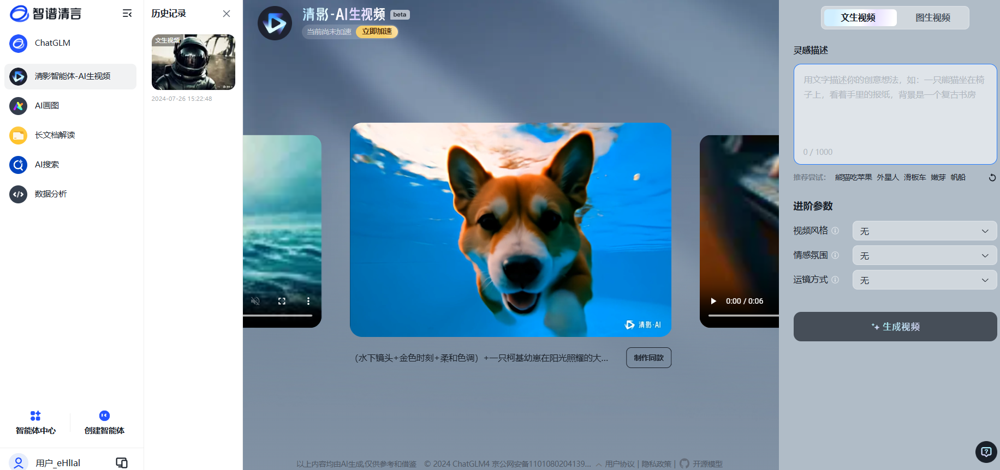 智谱清言
ChatGLM
清影智能体-AI生视频
AI画图
长文档解读
AI搜索
数据分析
智能体中心
创建智能体
用户_eHllal
历史记录
文生视频
2024-07-26 15:22:48
清影-AI生视频 beta
当前尚未加速 立即加速
清影·AI
0:00 / 0:06
(水下镜头+金色时刻+柔和色调）+一只柯基幼崽在阳光照耀的大...
制作同款
以上内容均由AI生成,仅供参考和借鉴 © 2024 ChatGLM4 京公网安备1101080204139... 用户协议 | 隐私政策 | 开源模型
文生视频 图生视频
灵感描述
用文字描述你的创意想法，如：一只熊猫坐在椅
子上，看着手里的报纸，背景是一个复古书房
0 / 1000
推荐尝试： 熊猫吃苹果 外星人 滑板车 嫩芽 帆船
进阶参数
视频风格 无
情感氛围 无
运镜方式 无
生成视频